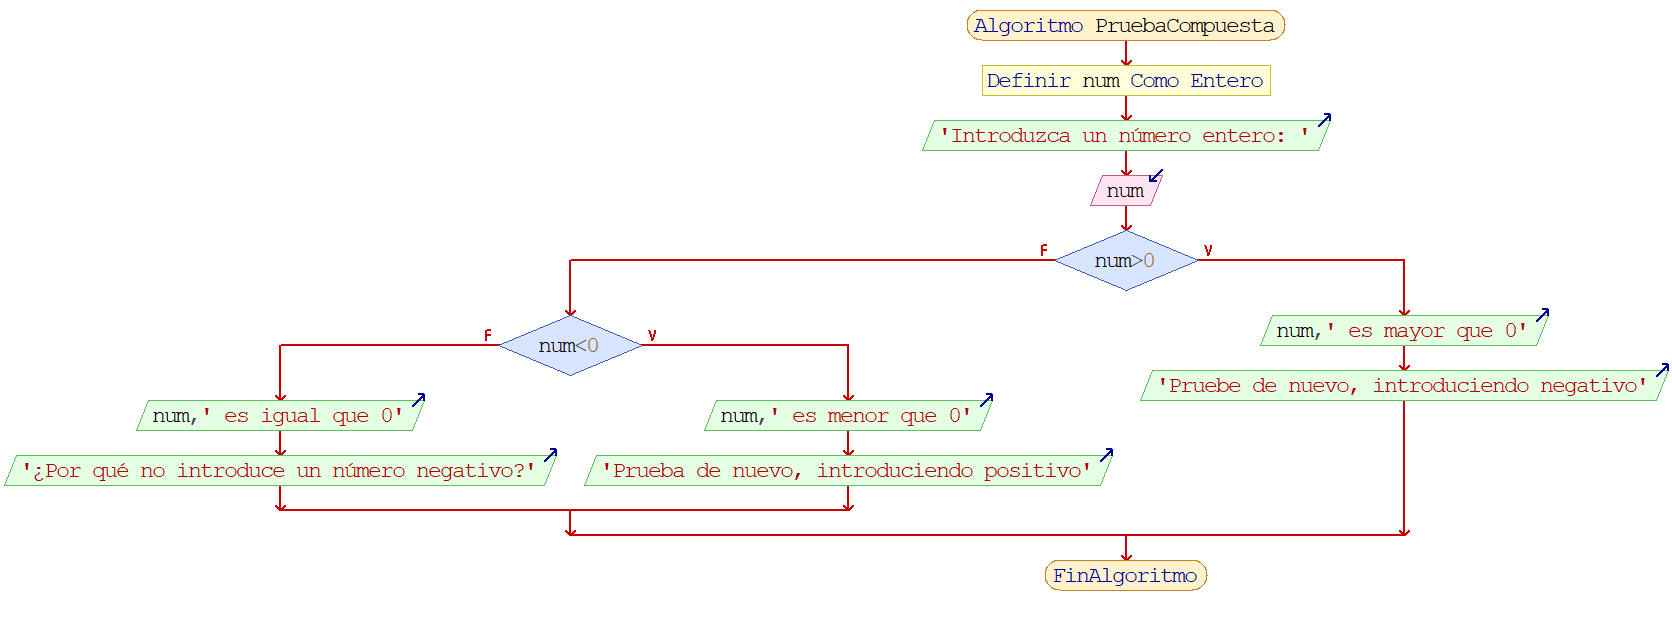 Algoritmo PruebaCompuesta
Definir num Como Entero
'Introduzca un número entero: '
num
num>0
F
V
num<0
F
V
num,' es mayor que 0'
'Pruebe de nuevo, introduciendo negativo'
num,' es igual que 0'
num,' es menor que 0'
'¿Por qué no introduce un número negativo?'
'Prueba de nuevo, introduciendo positivo'
FinAlgoritmo